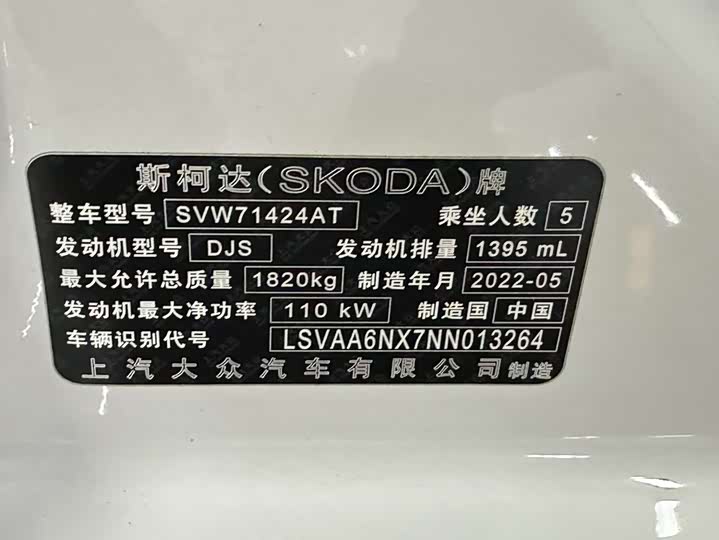 斯柯达(SKODA)牌
整车型号 SVW71424AT 乘坐人数 5
发动机型号 DJS 发动机排量 1395 mL
最大允许总质量 1820kg 制造年月 2022-05
发动机最大净功率 110 kW 制造国 中国
车辆识别代号 LSVAA6NX7NN013264
上汽大众汽车有限公司制造